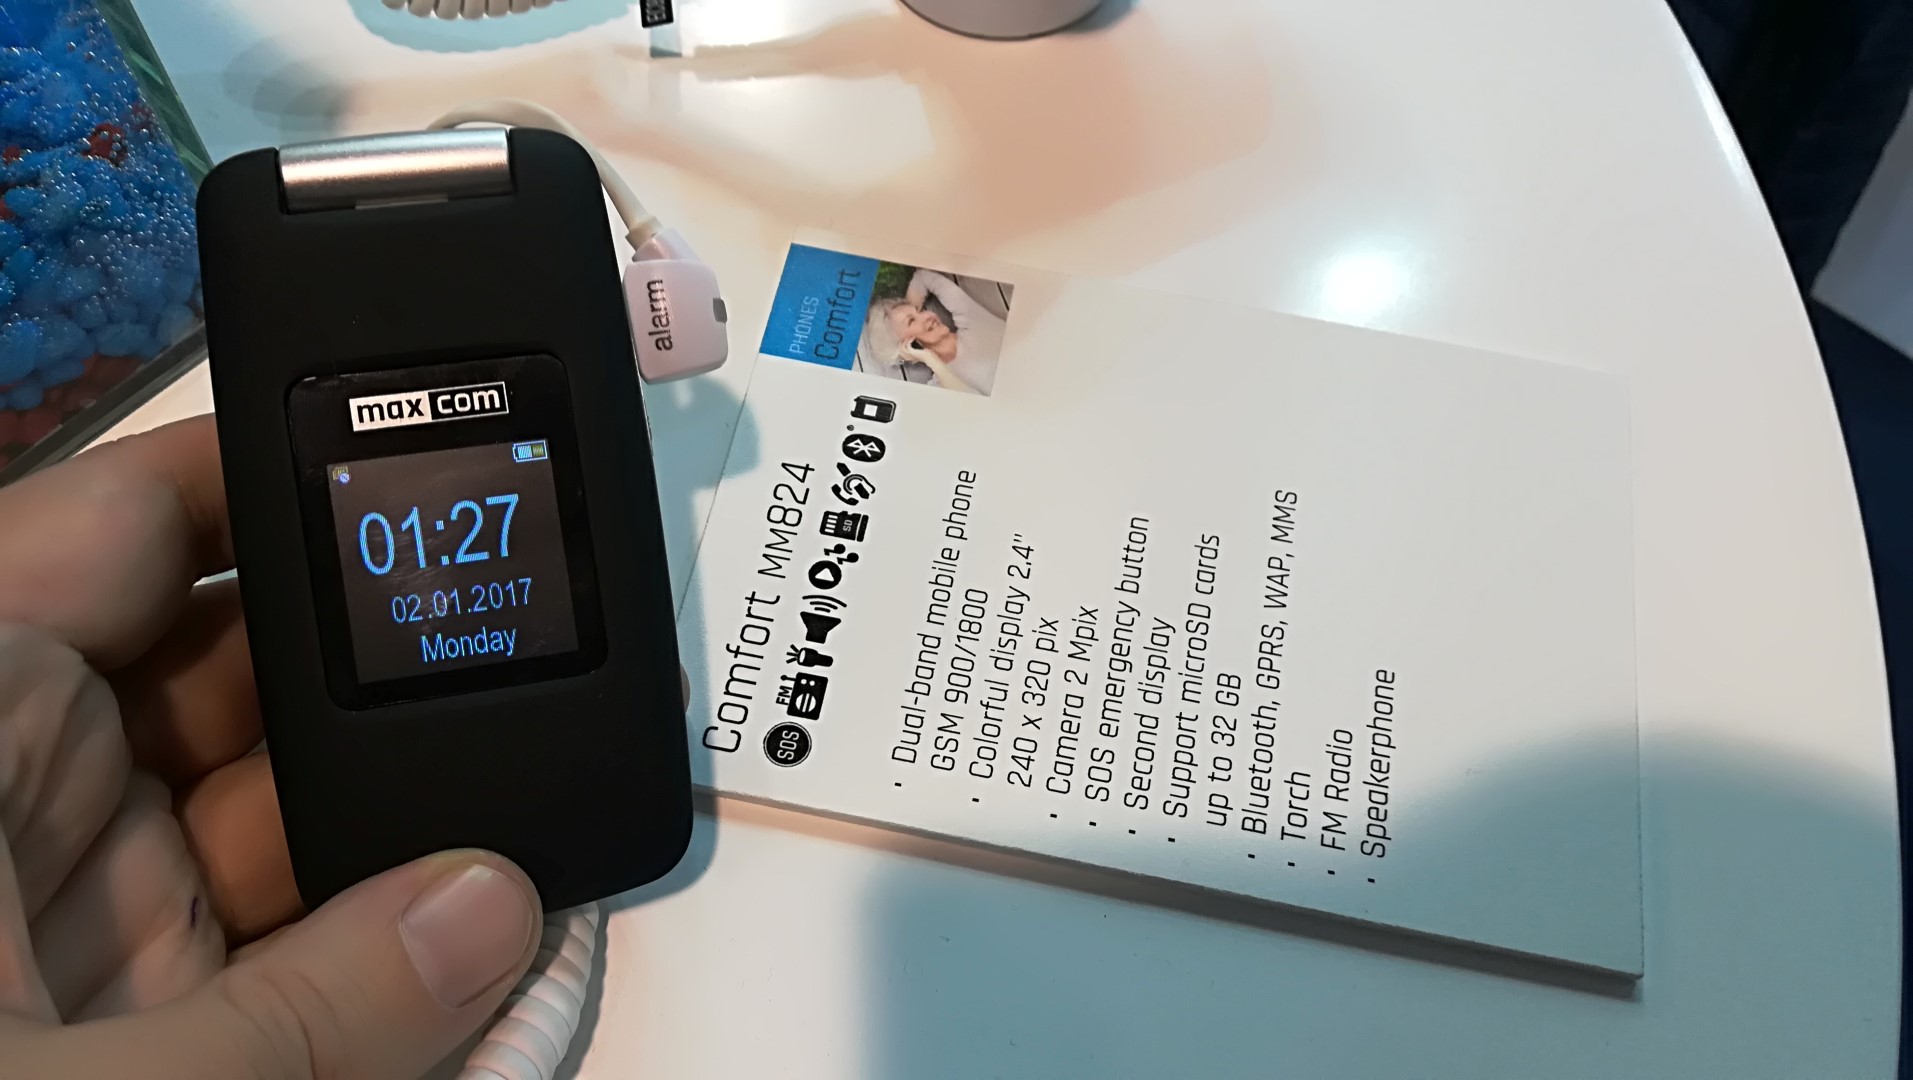 max com
01:27
02.01.2017
Monday
alarm
PHONES
Comfort
Comfort MM824
SOS
FM
SD
• Dual-band mobile phone
GSM 900/1800
• Colorful display 2,4"
240 x 320 pix
• Camera 2 Mpix
• SOS emergency button
• Second display
• Support microSD cards
up to 32 GB
• Bluetooth, GPRS, WAP, MMS
• Torch
• FM Radio
• Speakerphone